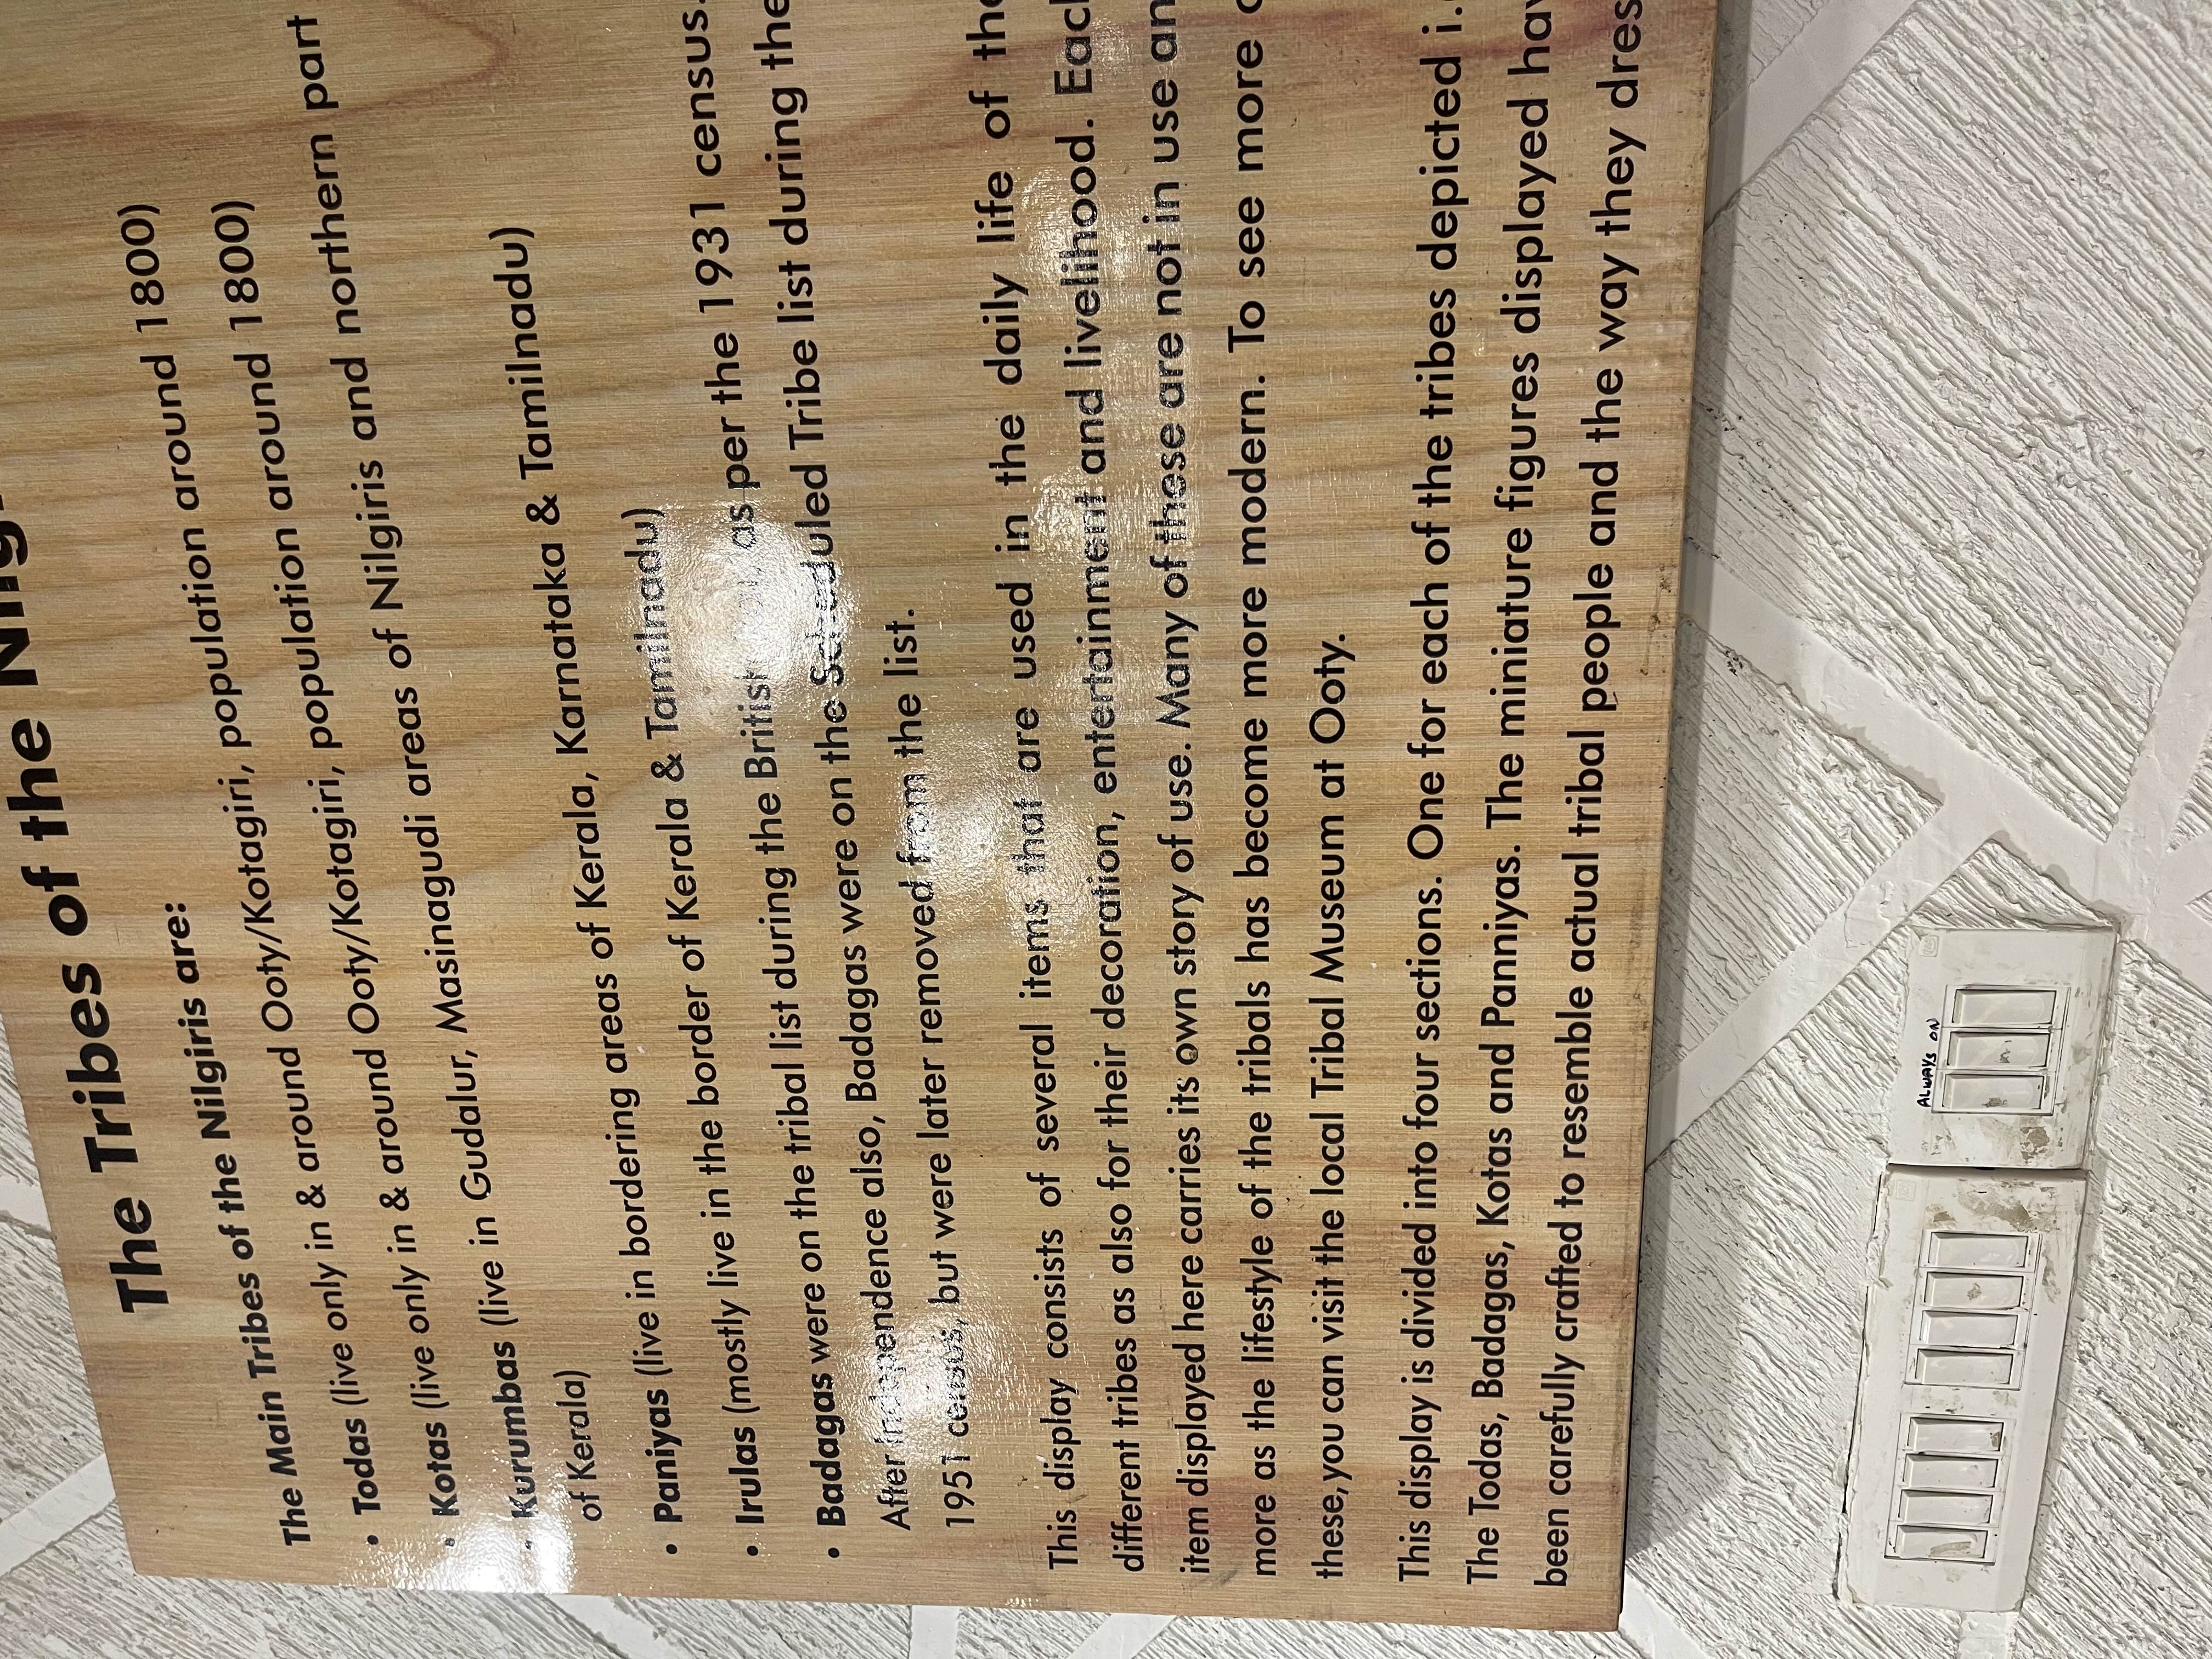 The Tribes of the Nilg
The Main Tribes of the Nilgiris are:
• Todas (live only in & around Ooty/Kotagiri, population around 1800)
• Kotas (live only in & around Ooty/Kotagiri, population around 1800)
• Kurumbas (live in Gudalur, Masinagudi areas of Nilgiris and northern part
of Kerala)
• Paniyas (live in bordering areas of Kerala, Karnataka & Tamilnadu)
• Irulas (mostly live in the border of Kerala & Tamilnadu)
• Badagas were on the tribal list during the British as per the 1931 census.
After Independence also, Badagas were on the Scheduled Tribe list during the
1951 census, but were later removed from the list.
This display consists of several items that are used in the daily life of the
different tribes as also for their decoration, entertainment and livelihood. Each
item displayed here carries its own story of use. Many of these are not in use an
more as the lifestyle of the tribals has become more modern. To see more o
these, you can visit the local Tribal Museum at Ooty.
This display is divided into four sections. One for each of the tribes depicted i.
The Todas, Badagas, Kotas and Panniyas. The miniature figures displayed hav
been carefully crafted to resemble actual tribal people and the way they dres
ALWAYS ON